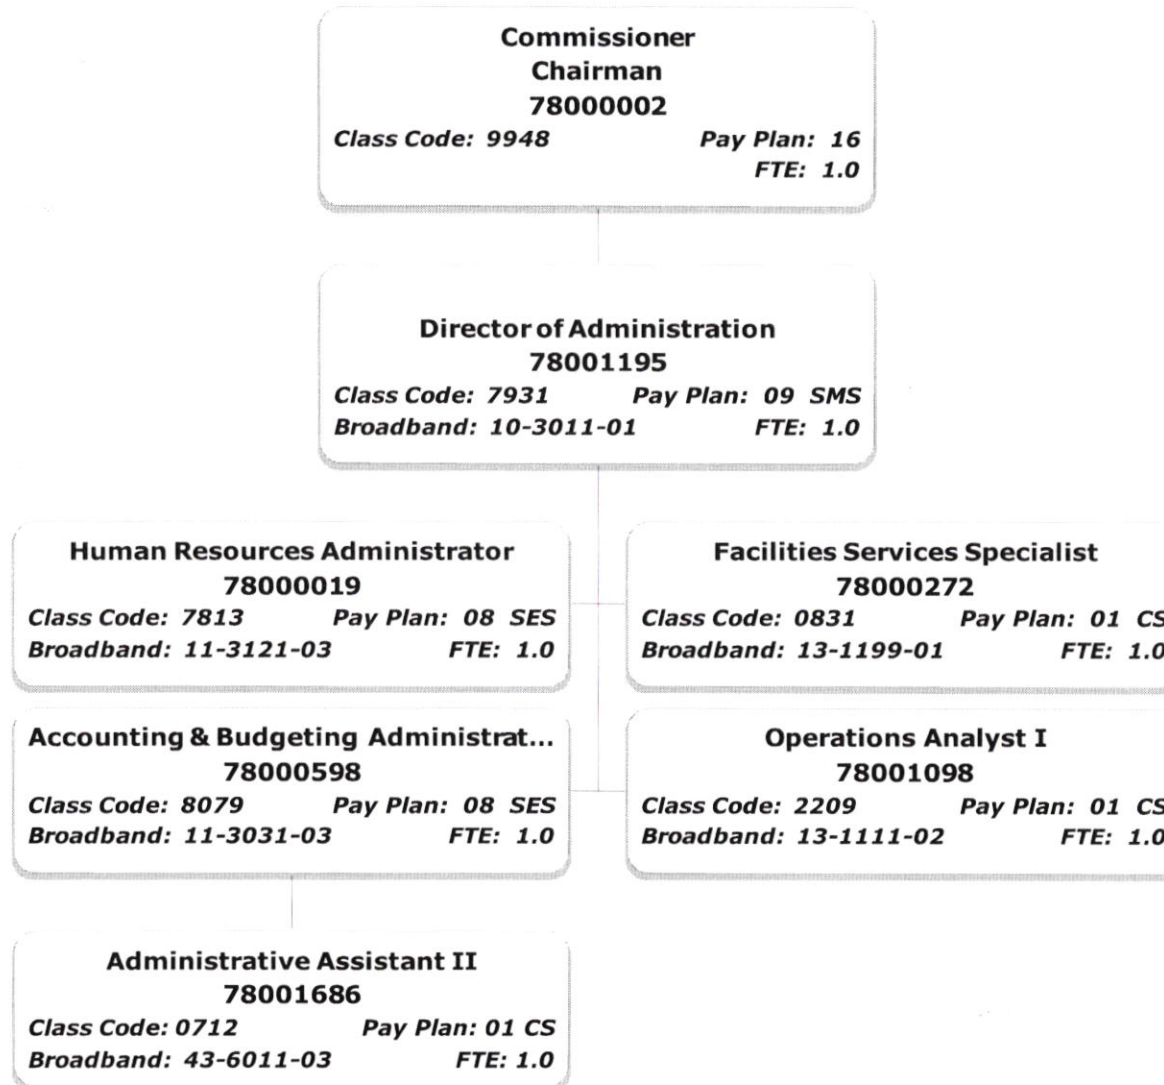 Commissioner
Chairman
78000002
Class Code: 9948 Pay Plan: 16
FTE: 1.0
Director of Administration
78001195
Class Code: 7931 Pay Plan: 09 SMS
Broadband: 10-3011-01 FTE: 1.0
Human Resources Administrator
78000019
Class Code: 7813 Pay Plan: 08 SES
Broadband: 11-3121-03 FTE: 1.0
Facilities Services Specialist
78000272
Class Code: 0831 Pay Plan: 01 CS
Broadband: 13-1199-01 FTE: 1.0
Accounting & Budgeting Administrat...
78000598
Class Code: 8079 Pay Plan: 08 SES
Broadband: 11-3031-03 FTE: 1.0
Operations Analyst I
78001098
Class Code: 2209 Pay Plan: 01 CS
Broadband: 13-1111-02 FTE: 1.0
Administrative Assistant II
78001686
Class Code: 0712 Pay Plan: 01 CS
Broadband: 43-6011-03 FTE: 1.0